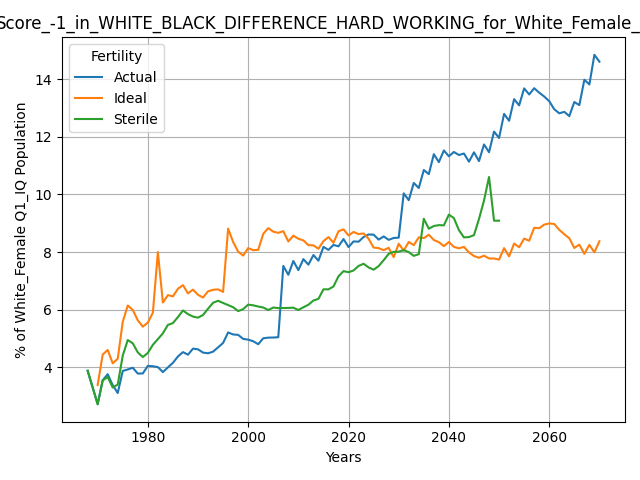 Score_-1_in_WHITE_BLACK_DIFFERENCE_HARD_WORKING_for_White_Female_
Fertility
Actual
Ideal
Sterile
% of White_Female Q1_IQ Population
14
12
10
8
6
4
1980 2000 2020 2040 2060
Years